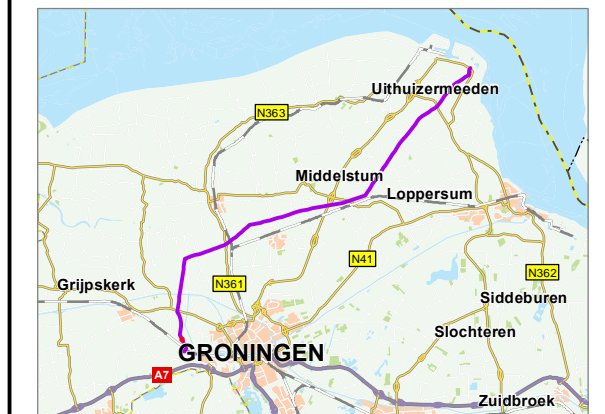 Uithuizermeeden
N363
Middelstum
Loppersum
N41
N362
Grijpskerk
N361
Siddeburen
Slochteren
GRONINGEN
A7
Zuidbroek